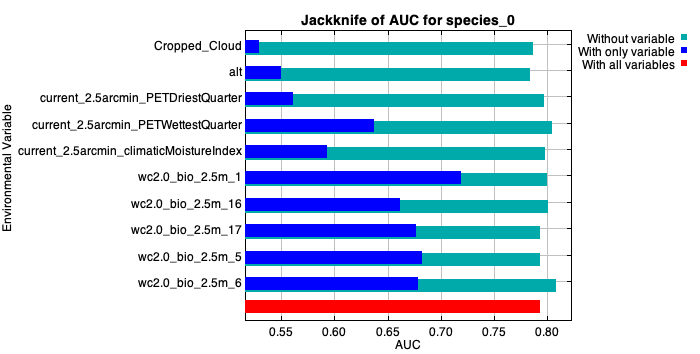 Jackknife of AUC for species_0
Without variable
With only variable
With all variables
Environmental Variable
Cropped_Cloud
alt
current_2.5arcmin_PETDriestQuarter
current_2.5arcmin_PETWettestQuarter
current_2.5arcmin_climaticMoistureIndex
wc2.0_bio_2.5m_1
wc2.0_bio_2.5m_16
wc2.0_bio_2.5m_17
wc2.0_bio_2.5m_5
wc2.0_bio_2.5m_6
0.55 0.60 0.65 0.70 0.75 0.80
AUC